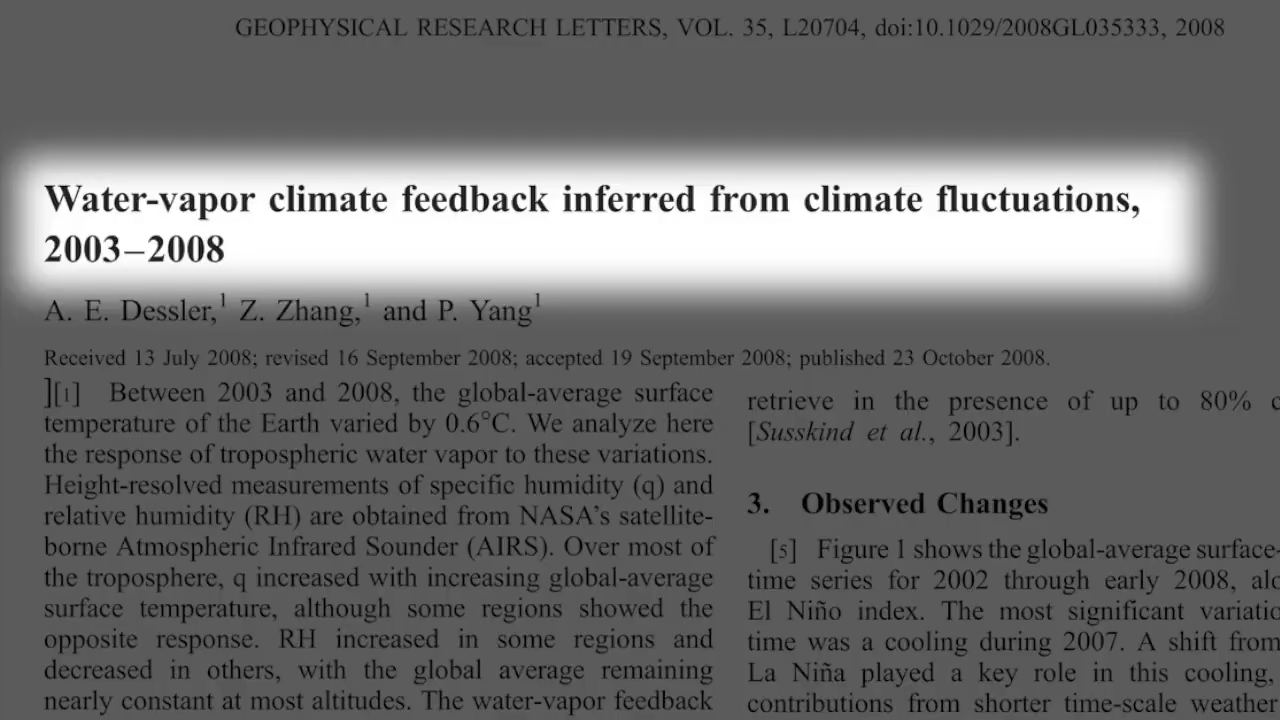 GEOPHYSICAL RESEARCH LETTERS, VOL. 35, L20704, doi:10.1029/2008GL035333, 2008
Water-vapor climate feedback inferred from climate fluctuations,
2003–2008
A. E. Dessler,1 Z. Zhang,1 and P. Yang1
Received 13 July 2008; revised 16 September 2008; accepted 19 September 2008; published 23 October 2008.
][1] Between 2003 and 2008, the global-average surface
temperature of the Earth varied by 0.6°C. We analyze here
the response of tropospheric water vapor to these variations.
Height-resolved measurements of specific humidity (q) and
relative humidity (RH) are obtained from NASA's satellite-
borne Atmospheric Infrared Sounder (AIRS). Over most of
the troposphere, q increased with increasing global-average
surface temperature, although some regions showed the
opposite response. RH increased in some regions and
decreased in others, with the global average remaining
nearly constant at most altitudes. The water-vapor feedback
retrieve in the presence of up to 80%
[Susskind et al., 2003].
3. Observed Changes
[5] Figure 1 shows the global-average surface-
time series for 2002 through early 2008,
El Niño index. The most significant
time was a cooling during 2007. A shift from
La Niña played a key role in this cooling,
contributions from shorter time-scale weather